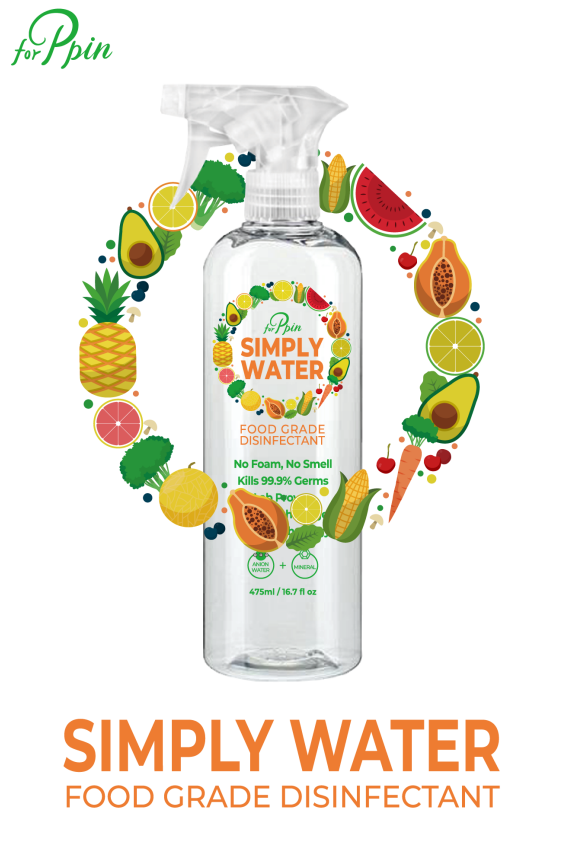 for Ppin
for Ppin
SIMPLY
WATER
FOOD GRADE
DISINFECTANT
No Foam, No Smell
Kills 99.9% Germs
ANION
WATER
+
MINERAL
475ml / 16.7 fl oz
SIMPLY WATER
FOOD GRADE DISINFECTANT